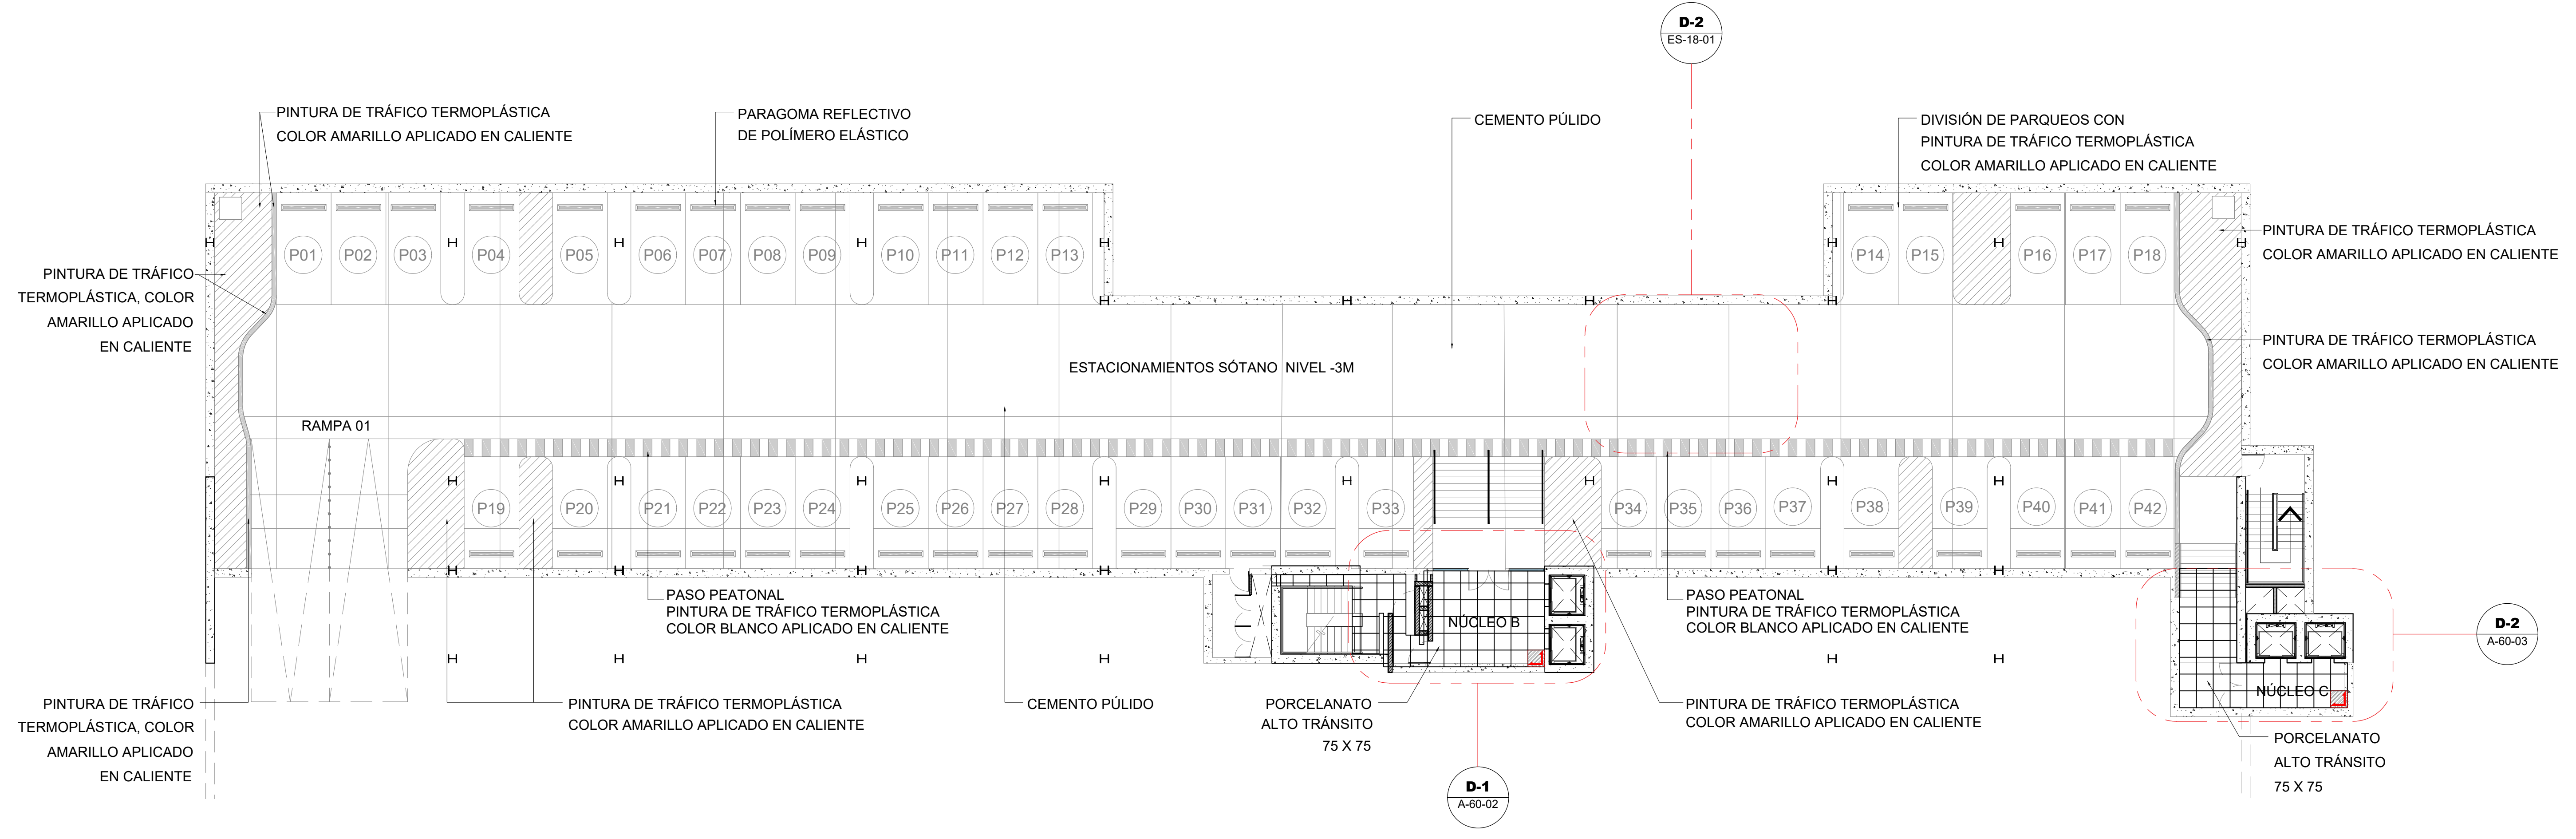 D-2
ES-18-01
PINTURA DE TRÁFICO TERMOPLÁSTICA
COLOR AMARILLO APLICADO EN CALIENTE
PARAGOMA REFLECTIVO
DE POLÍMERO ELÁSTICO
CEMENTO PÚLIDO
DIVISIÓN DE PARQUEOS CON
PINTURA DE TRÁFICO TERMOPLÁSTICA
COLOR AMARILLO APLICADO EN CALIENTE
P01
P02
P03
P04
P05
P06
P07
P08
P09
P10
P11
P12
P13
P14
P15
P16
P17
P18
PINTURA DE TRÁFICO TERMOPLÁSTICA
COLOR AMARILLO APLICADO EN CALIENTE
PINTURA DE TRÁFICO
TERMOPLÁSTICA, COLOR
AMARILLO APLICADO
EN CALIENTE
PINTURA DE TRÁFICO TERMOPLÁSTICA
COLOR AMARILLO APLICADO EN CALIENTE
ESTACIONAMIENTOS SÓTANO NIVEL -3M
RAMPA 01
P19
P20
P21
P22
P23
P24
P25
P26
P27
P28
P29
P30
P31
P32
P33
P34
P35
P36
P37
P38
P39
P40
P41
P42
PASO PEATONAL
PINTURA DE TRÁFICO TERMOPLÁSTICA
COLOR BLANCO APLICADO EN CALIENTE
NÚCLEO B
PASO PEATONAL
PINTURA DE TRÁFICO TERMOPLÁSTICA
COLOR BLANCO APLICADO EN CALIENTE
D-2
A-60-03
NÚCLEO C
PINTURA DE TRÁFICO
TERMOPLÁSTICA, COLOR
AMARILLO APLICADO
EN CALIENTE
PINTURA DE TRÁFICO TERMOPLÁSTICA
COLOR AMARILLO APLICADO EN CALIENTE
CEMENTO PÚLIDO
PORCELANATO
ALTO TRÁNSITO
75 X 75
PINTURA DE TRÁFICO TERMOPLÁSTICA
COLOR AMARILLO APLICADO EN CALIENTE
PORCELANATO
ALTO TRÁNSITO
75 X 75
D-1
A-60-02